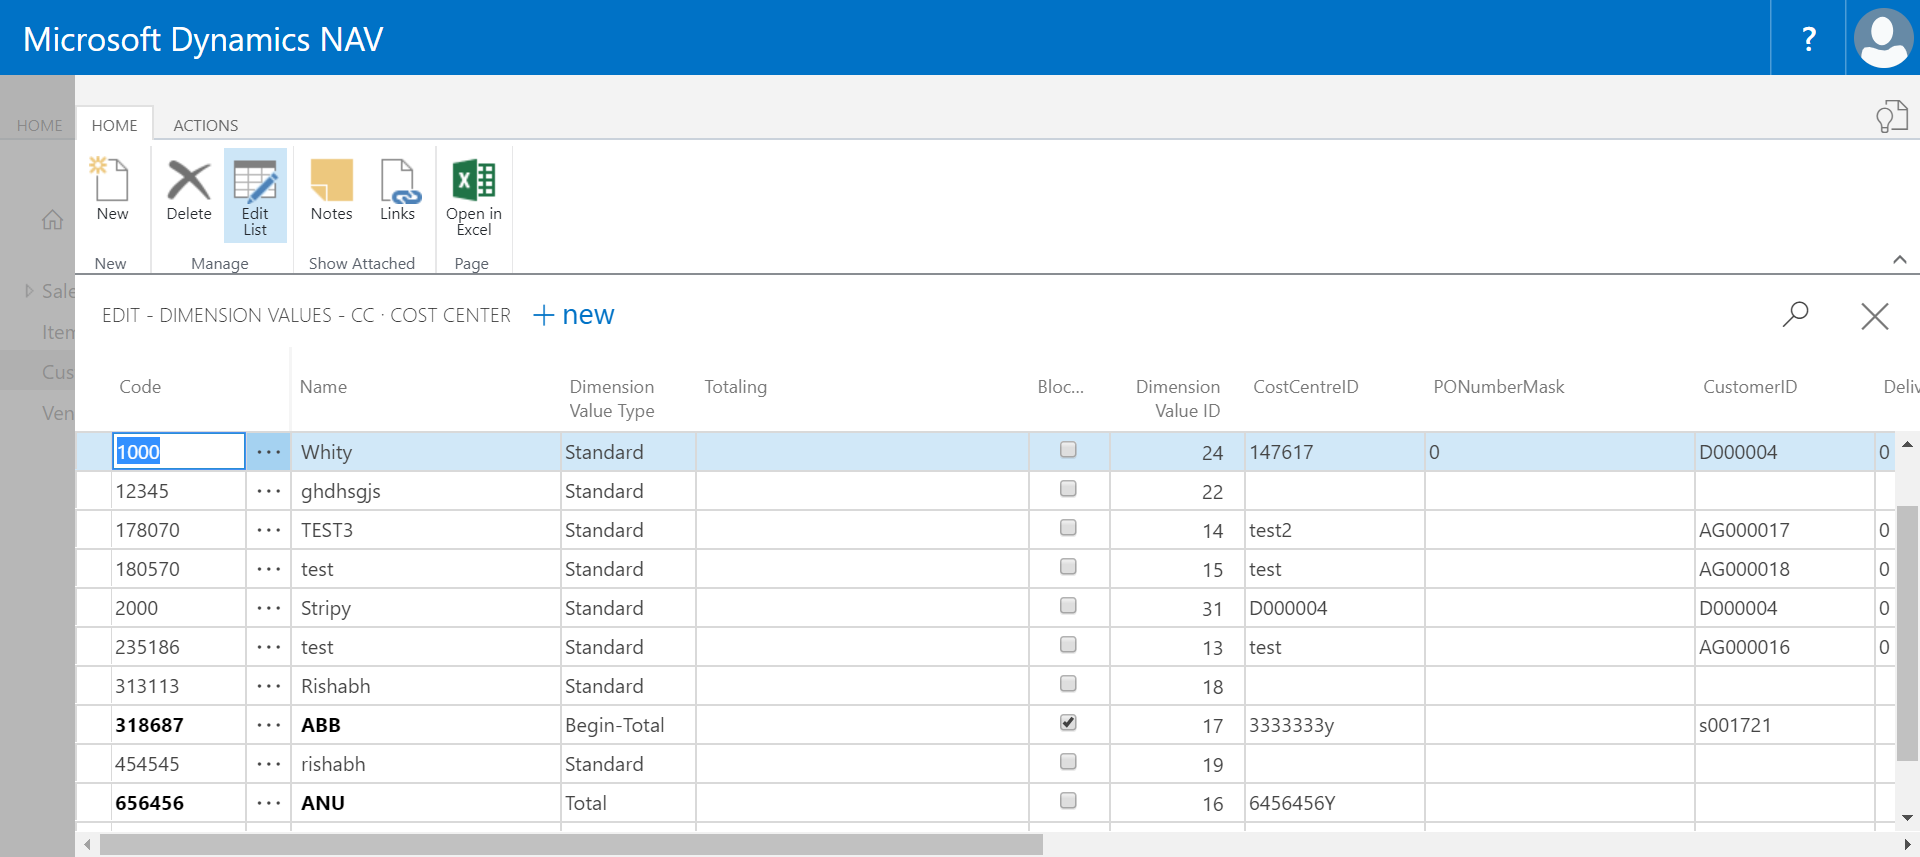 Microsoft Dynamics NAV
?
HOME
HOME
ACTIONS
New
Delete
Edit
List
Notes
Links
Open in
Excel
New
Manage
Show Attached
Page
Sale
Item
Cus
Ven
EDIT - DIMENSION VALUES - CC · COST CENTER
+ new
Code Name Dimension Value Type Totaling Bloc... Dimension Value ID CostCentreID PONumberMask CustomerID Deliv
1000 ... Whity Standard 24 147617 0 D000004 0
12345 ... ghdhsgjs Standard 22
178070 ... TEST3 Standard 14 test2 AG000017 0
180570 ... test Standard 15 test AG000018 0
2000 ... Stripy Standard 31 D000004 D000004 0
235186 ... test Standard 13 test AG000016 0
313113 ... Rishabh Standard 18
318687 ... ABB Begin-Total 17 3333333y s001721
454545 ... rishabh Standard 19
656456 ... ANU Total 16 6456456Y